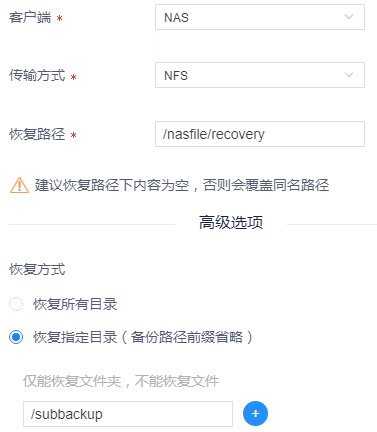 客户端 *
NAS
传输方式 *
NFS
恢复路径 *
/nasfile/recovery
建议恢复路径下内容为空，否则会覆盖同名路径
高级选项
恢复方式
恢复所有目录
恢复指定目录（备份路径前缀省略）
仅能恢复文件夹，不能恢复文件
/subbackup